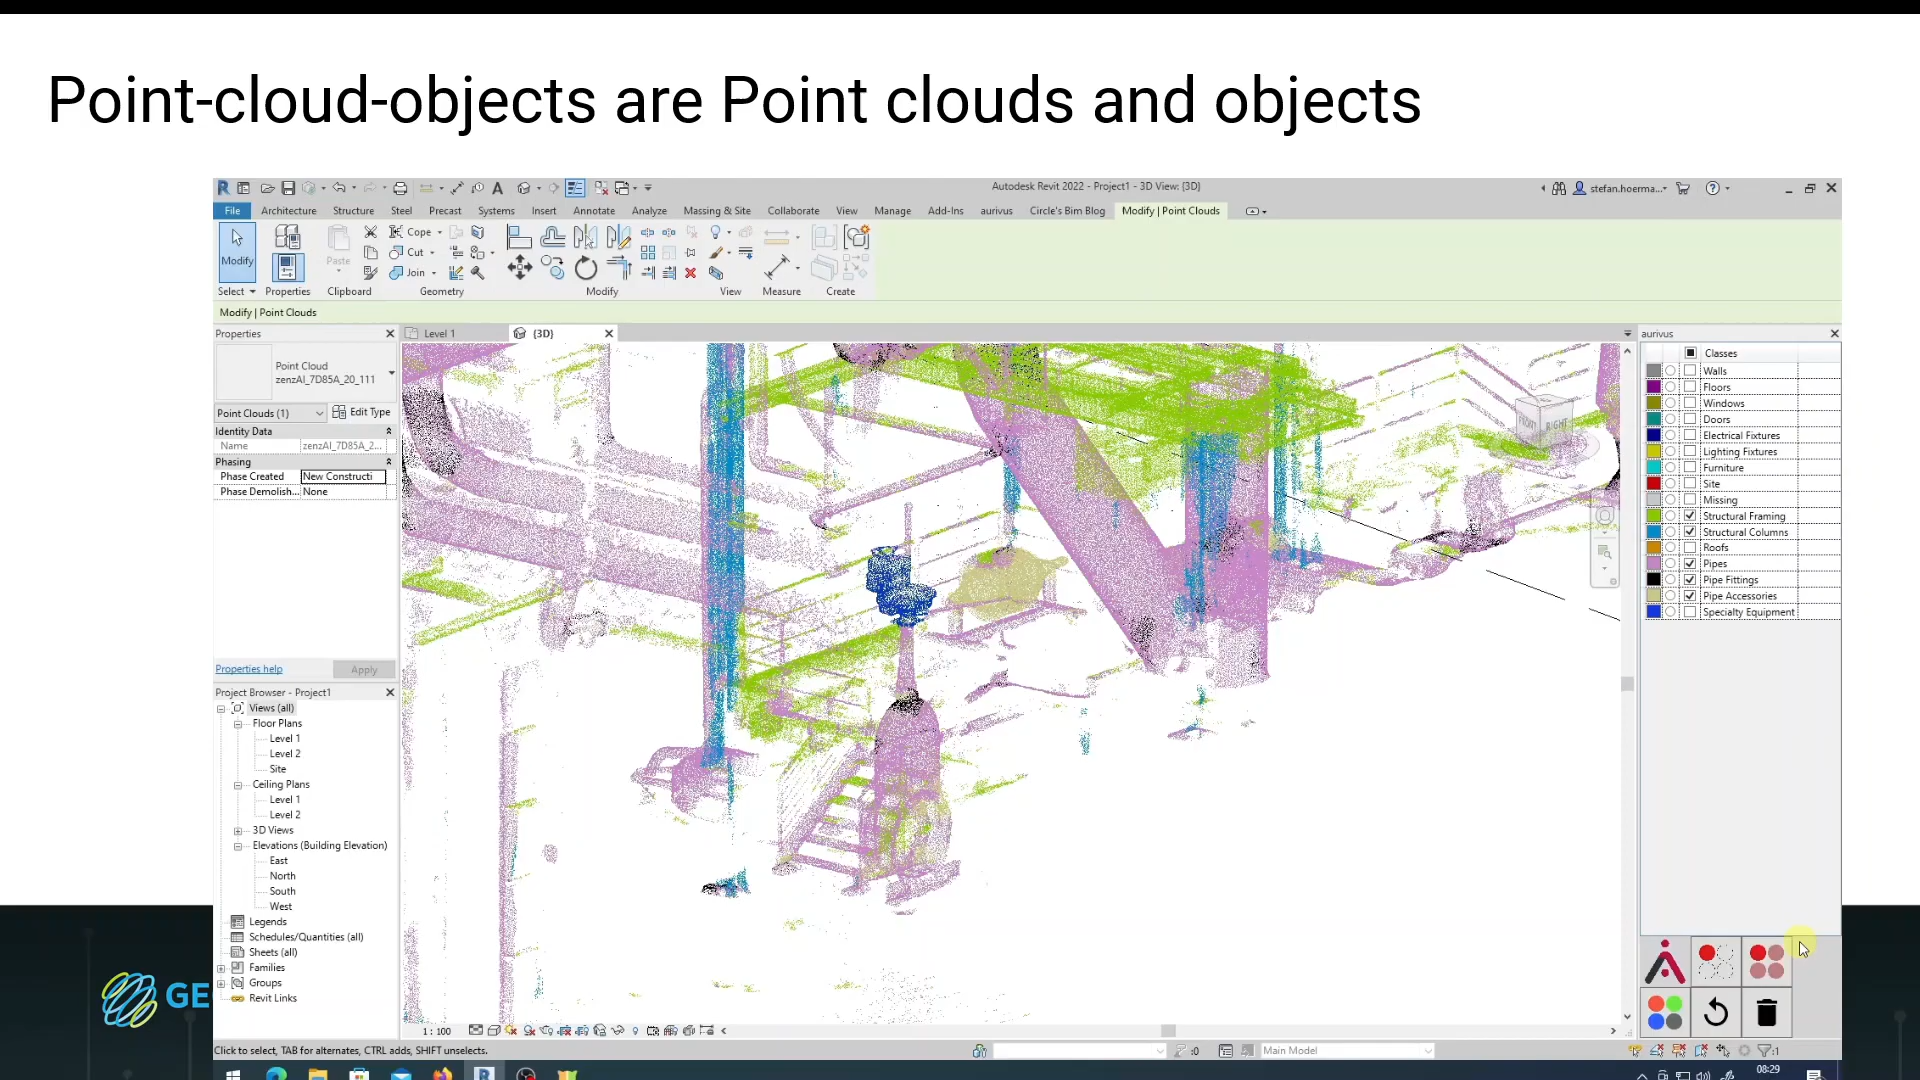 Point-cloud-objects are Point clouds and objects
Autodesk Revit 2022 - Project1 - 3D View: {3D}
stefan.hoerma...
File Architecture Structure Steel Precast Systems Insert Annotate Analyze Massing & Site Collaborate View Manage Add-Ins aurivus Circle's Bim Blog Modify | Point Clouds
Modify Paste Cope Cut Join
Select Properties Clipboard Geometry Modify View Measure Create
Modify | Point Clouds
Properties
Level 1
{3D}
aurivus
Point Cloud
zenzAI_7D85A_20_111
Point Clouds (1)
Edit Type
Identity Data
Name zenzAI_7D85A_2...
Phasing
Phase Created New Constructi
Phase Demolish... None
Properties help
Apply
Project Browser - Project1
Views (all)
Floor Plans
Level 1
Level 2
Site
Ceiling Plans
Level 1
Level 2
3D Views
Elevations (Building Elevation)
East
North
South
West
Legends
Schedules/Quantities (all)
Sheets (all)
Families
Groups
Revit Links
FRONT RIGHT
Classes
Walls
Floors
Windows
Doors
Electrical Fixtures
Lighting Fixtures
Furniture
Site
Missing
Structural Framing
Structural Columns
Roofs
Pipes
Pipe Fittings
Pipe Accessories
Specialty Equipment
GE
1 : 100
Click to select, TAB for alternates, CTRL adds, SHIFT unselects.
:0
Main Model
:1
08:29